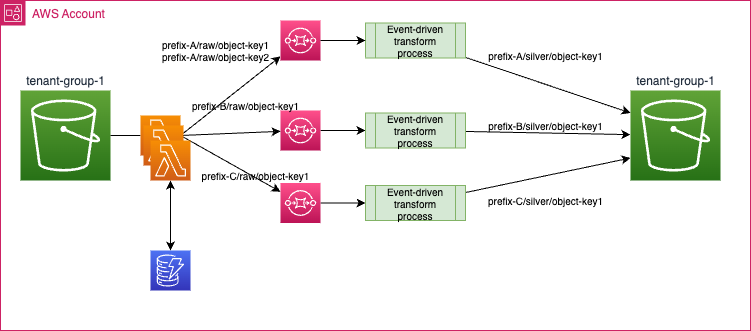 AWS Account
prefix-A/raw/object-key1
prefix-A/raw/object-key2
Event-driven
transform
process
prefix-A/silver/object-key1
tenant-group-1
tenant-group-1
prefix-B/raw/object-key1
Event-driven
transform
process
prefix-B/silver/object-key1
prefix-C/raw/object-key1
Event-driven
transform
process
prefix-C/silver/object-key1